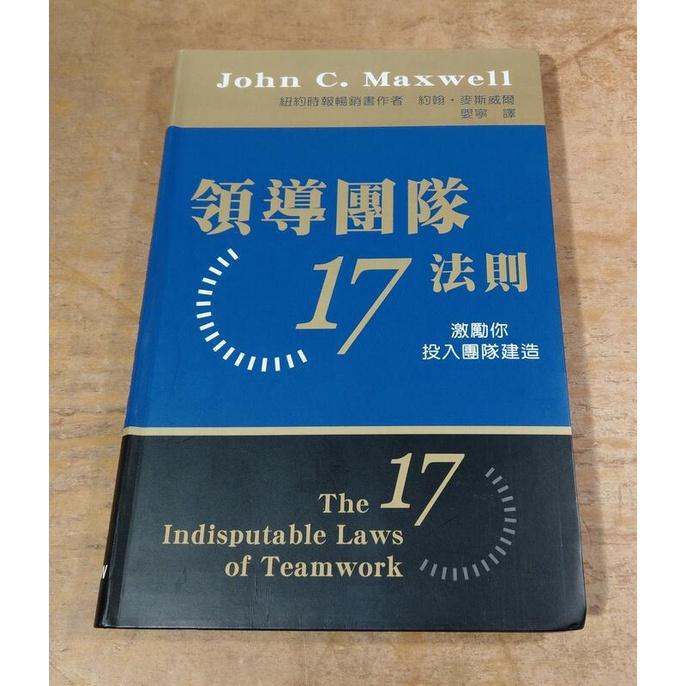 John C. Maxwell
紐約時報暢銷書作者 約翰・麥斯威爾
瞾寧 譯
領導團隊
17 法則
激勵你
投入團隊建造
The 17
Indisputable Laws
of Teamwork